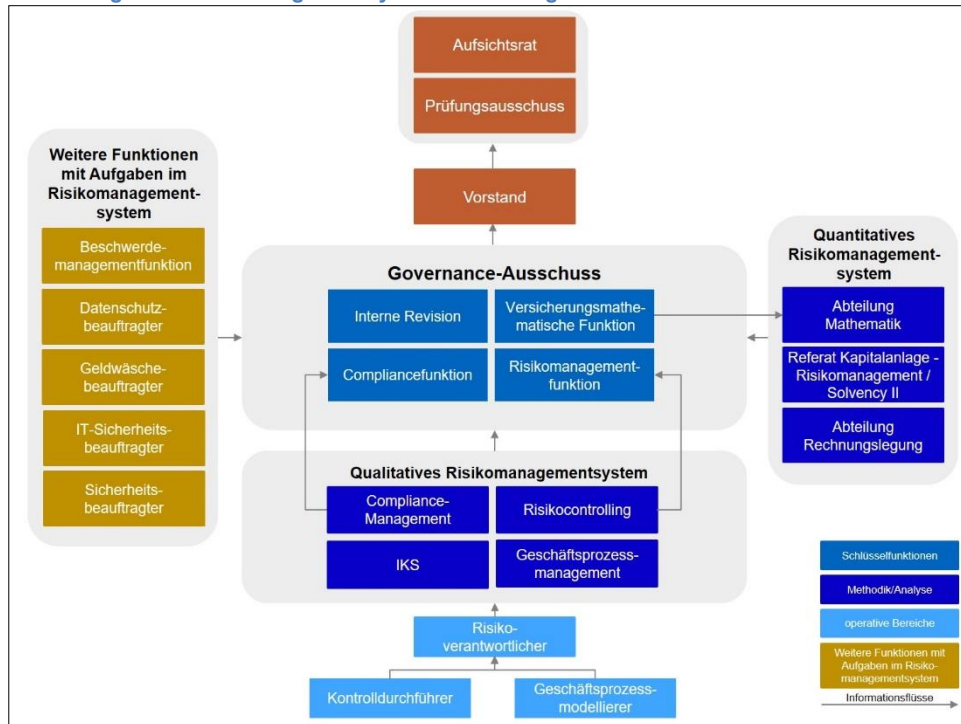 Aufsichtsrat
Prüfungsausschuss
Vorstand
Weitere Funktionen
mit Aufgaben im
Risikomanagement-
system
Beschwerde-
managementfunktion
Datenschutz-
beauftragter
Geldwäsche-
beauftragter
IT-Sicherheits-
beauftragter
Sicherheits-
beauftragter
Governance-Ausschuss
Interne Revision
Versicherungsmathe-
matische Funktion
Compliancefunktion
Risikomanagement-
funktion
Quantitatives
Risikomanagement-
system
Abteilung
Mathematik
Referat Kapitalanlage -
Risikomanagement /
Solvency II
Abteilung
Rechnungslegung
Qualitatives Risikomanagementsystem
Compliance-
Management
Risikocontrolling
IKS
Geschäftsprozess-
management
Risiko-
verantwortlicher
Kontrolldurchführer
Geschäftsprozess-
modellierer
Schlüsselfunktionen
Methodik/Analyse
operative Bereiche
Weitere Funktionen mit
Aufgaben im Risiko-
managementsystem
Informationsflüsse